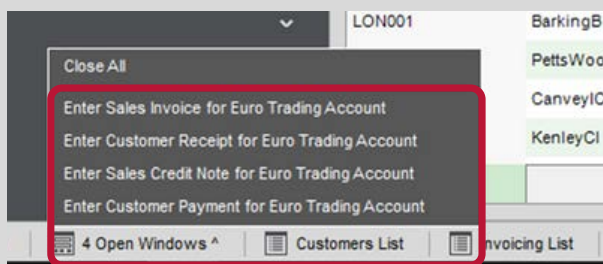 LON001
BarkingB
PettsWoo
CanveyIC
KenleyCl
Close All
Enter Sales Invoice for Euro Trading Account
Enter Customer Receipt for Euro Trading Account
Enter Sales Credit Note for Euro Trading Account
Enter Customer Payment for Euro Trading Account
4 Open Windows ^ Customers List nvoicing List